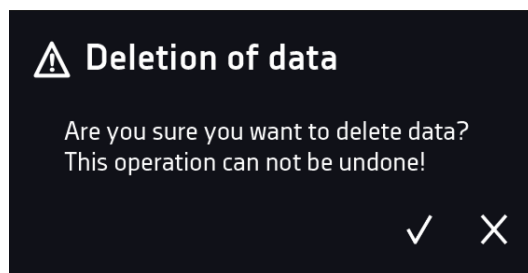 Deletion of data
Are you sure you want to delete data?
This operation can not be undone!